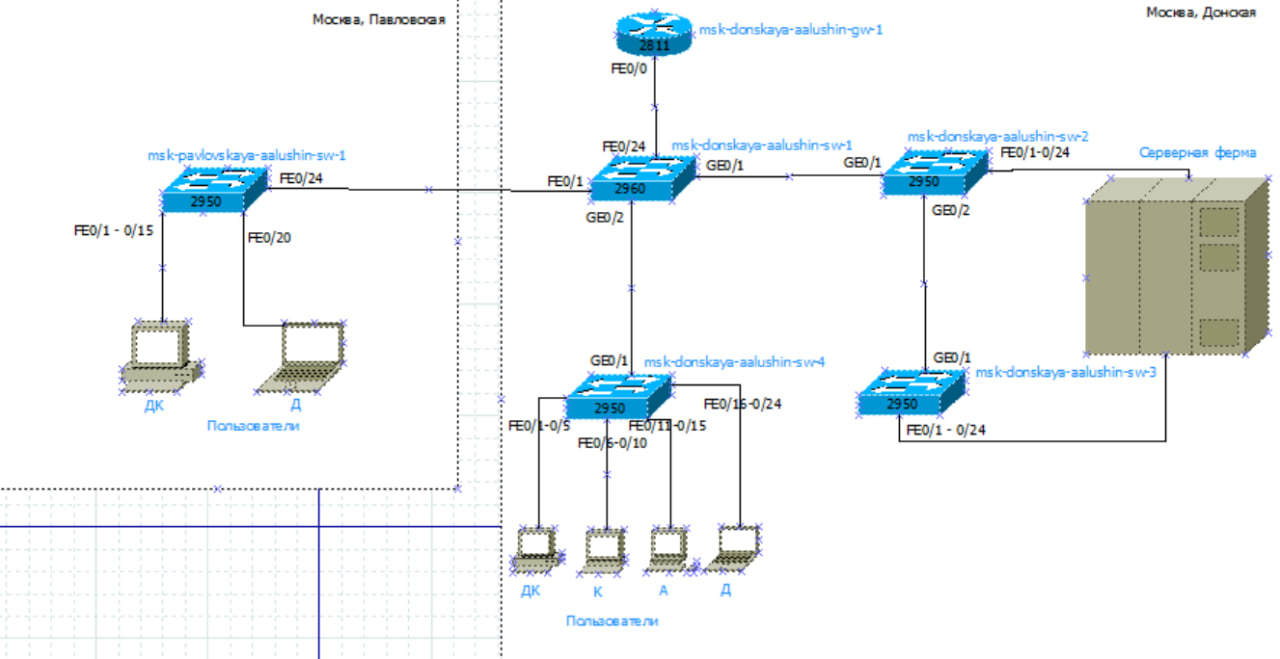 Москва, Павловская
Москва, Донская
msk-donskaya-aalushin-gw-1
2811
FE0/0
msk-pavlovskaya-aalushin-sw-1
FE0/24
2950
FE0/1 - 0/15
FE0/20
ДК
Д
Пользователи
FE0/24
msk-donskaya-aalushin-sw-1
FE0/1
2960
GE0/1
GE0/2
msk-donskaya-aalushin-sw-2
GE0/1
2950
FE0/1-0/24
GE0/2
Серверная ферма
GE0/1
msk-donskaya-aalushin-sw-4
2950
FE0/1-0/5
FE0/6-0/10
FE0/11-0/15
FE0/16-0/24
GE0/1
msk-donskaya-aalushin-sw-3
2950
FE0/1 - 0/24
ДК
К
А
Д
Пользователи